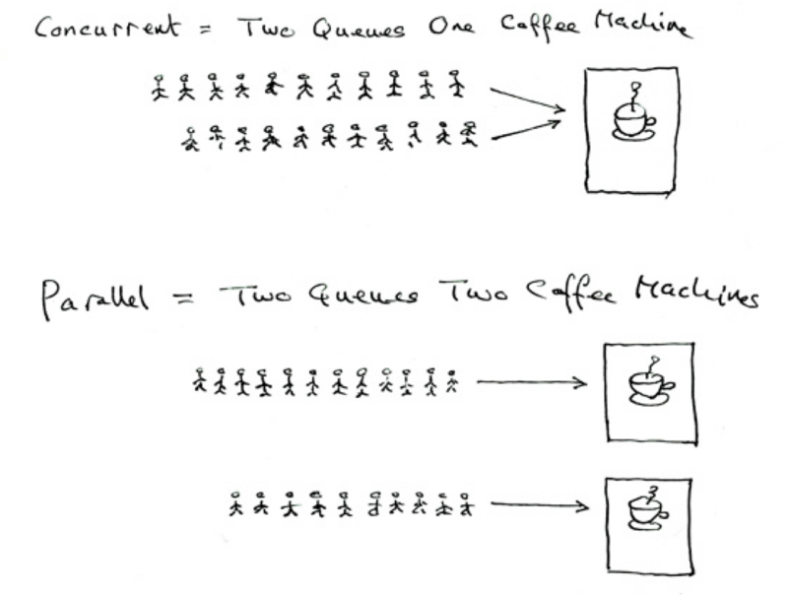 Concurrent = Two Queues One Coffee Machine
Parallel = Two Queues Two Coffee Machines